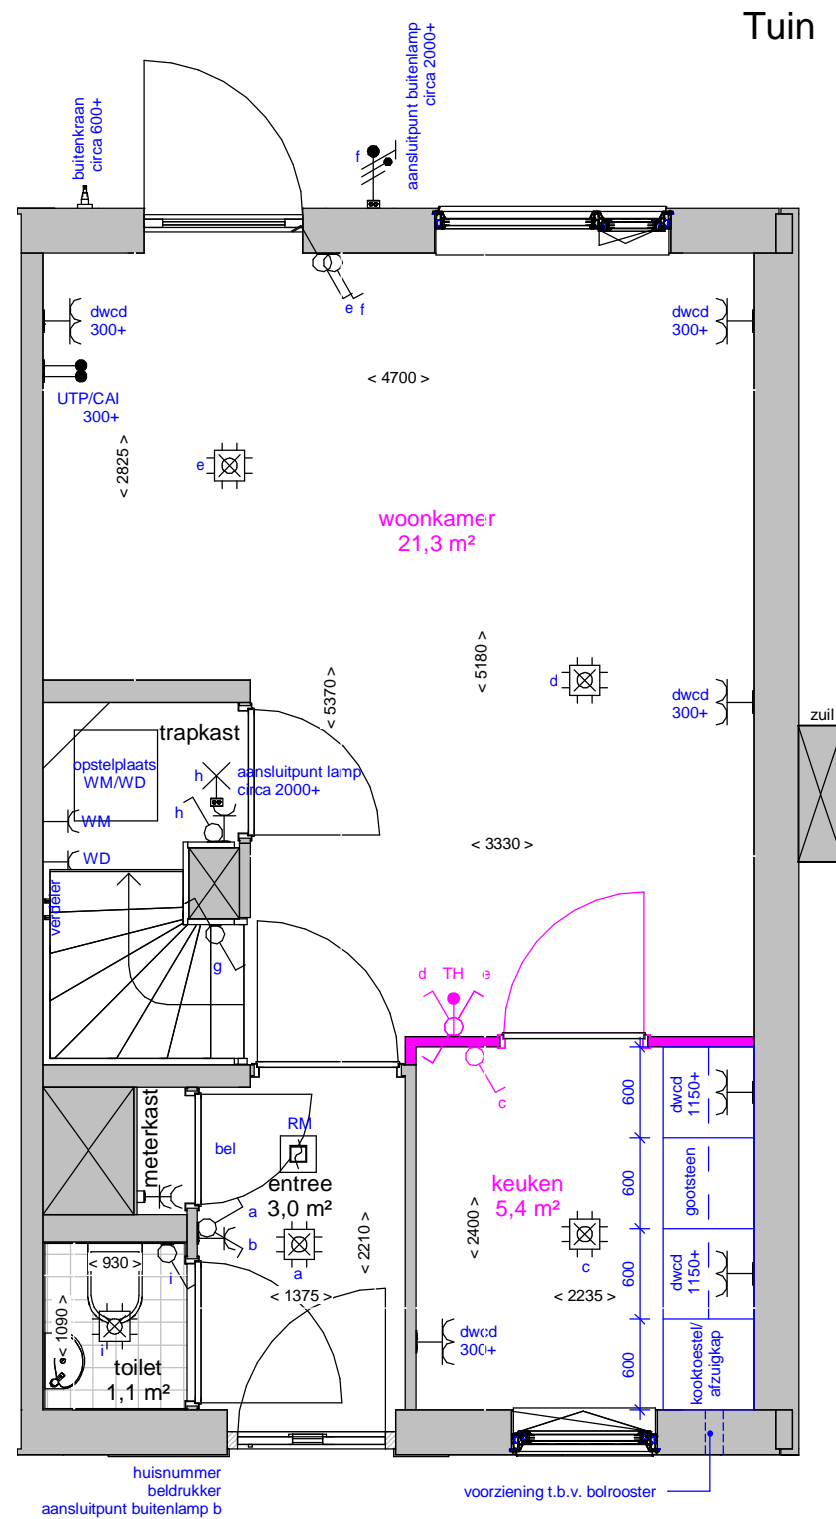 Tuin
buitenkraan
circa 600+
f
aansluitpunt buitenlamp
circa 2000+
e f
dwcd
300+
dwcd
300+
UTP/CAI
300+
< 4700 >
< 2825 >
e
woonkamer
21,3 m²
< 5180 >
< 5370 >
d
dwcd
300+
zuil
trapkast
opstelplaats
WM/WD
h
aansluitpunt lamp
circa 2000+
h
WM
WD
< 3330 >
verdeler
g
d TH e
c
meterkast
bel
RM
entree
3,0 m²
a
b
a
< 2210 >
< 1375 >
keuken
5,4 m²
< 2400 >
c
< 2235 >
600
dwcd
1150+
600
gootsteen
600
dwcd
1150+
600
kooktoestel/
afzuigkap
dwcd
300+
< 930 >
i
< 1090 >
i
toilet
1,1 m²
huisnummer
beldrukker
aansluitpunt buitenlamp b
voorziening t.b.v. bolrooster